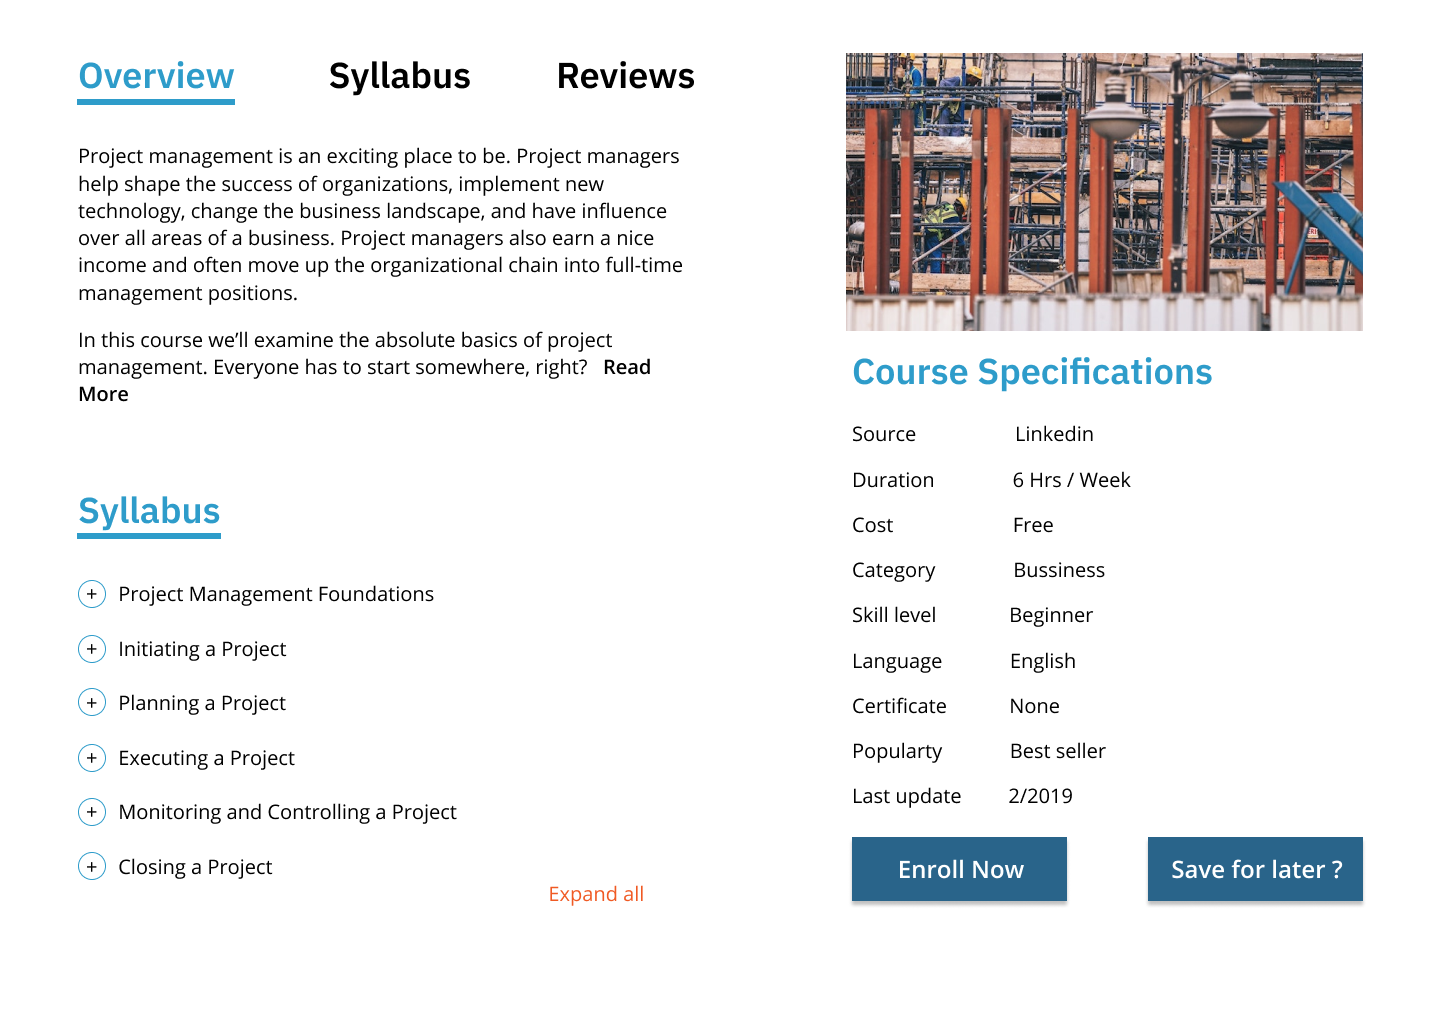 Overview Syllabus Reviews
Project management is an exciting place to be. Project managers
help shape the success of organizations, implement new
technology, change the business landscape, and have influence
over all areas of a business. Project managers also earn a nice
income and often move up the organizational chain into full-time
management positions.
In this course we’ll examine the absolute basics of project
management. Everyone has to start somewhere, right? Read
More
Syllabus
+ Project Management Foundations
+ Initiating a Project
+ Planning a Project
+ Executing a Project
+ Monitoring and Controlling a Project
+ Closing a Project
Expand all
Course Specifications
Source Linkedin
Duration 6 Hrs / Week
Cost Free
Category Bussiness
Skill level Beginner
Language English
Certificate None
Popularty Best seller
Last update 2/2019
Enroll Now Save for later ?